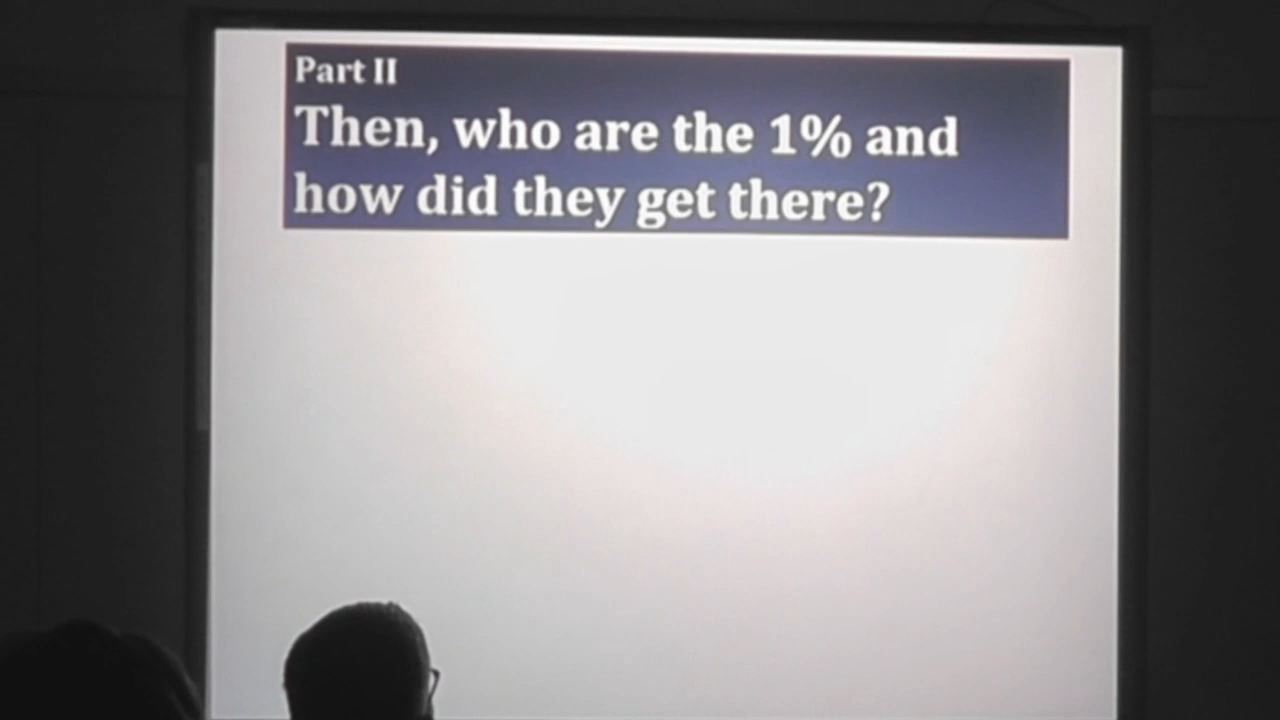 Part II
Then, who are the 1% and
how did they get there?